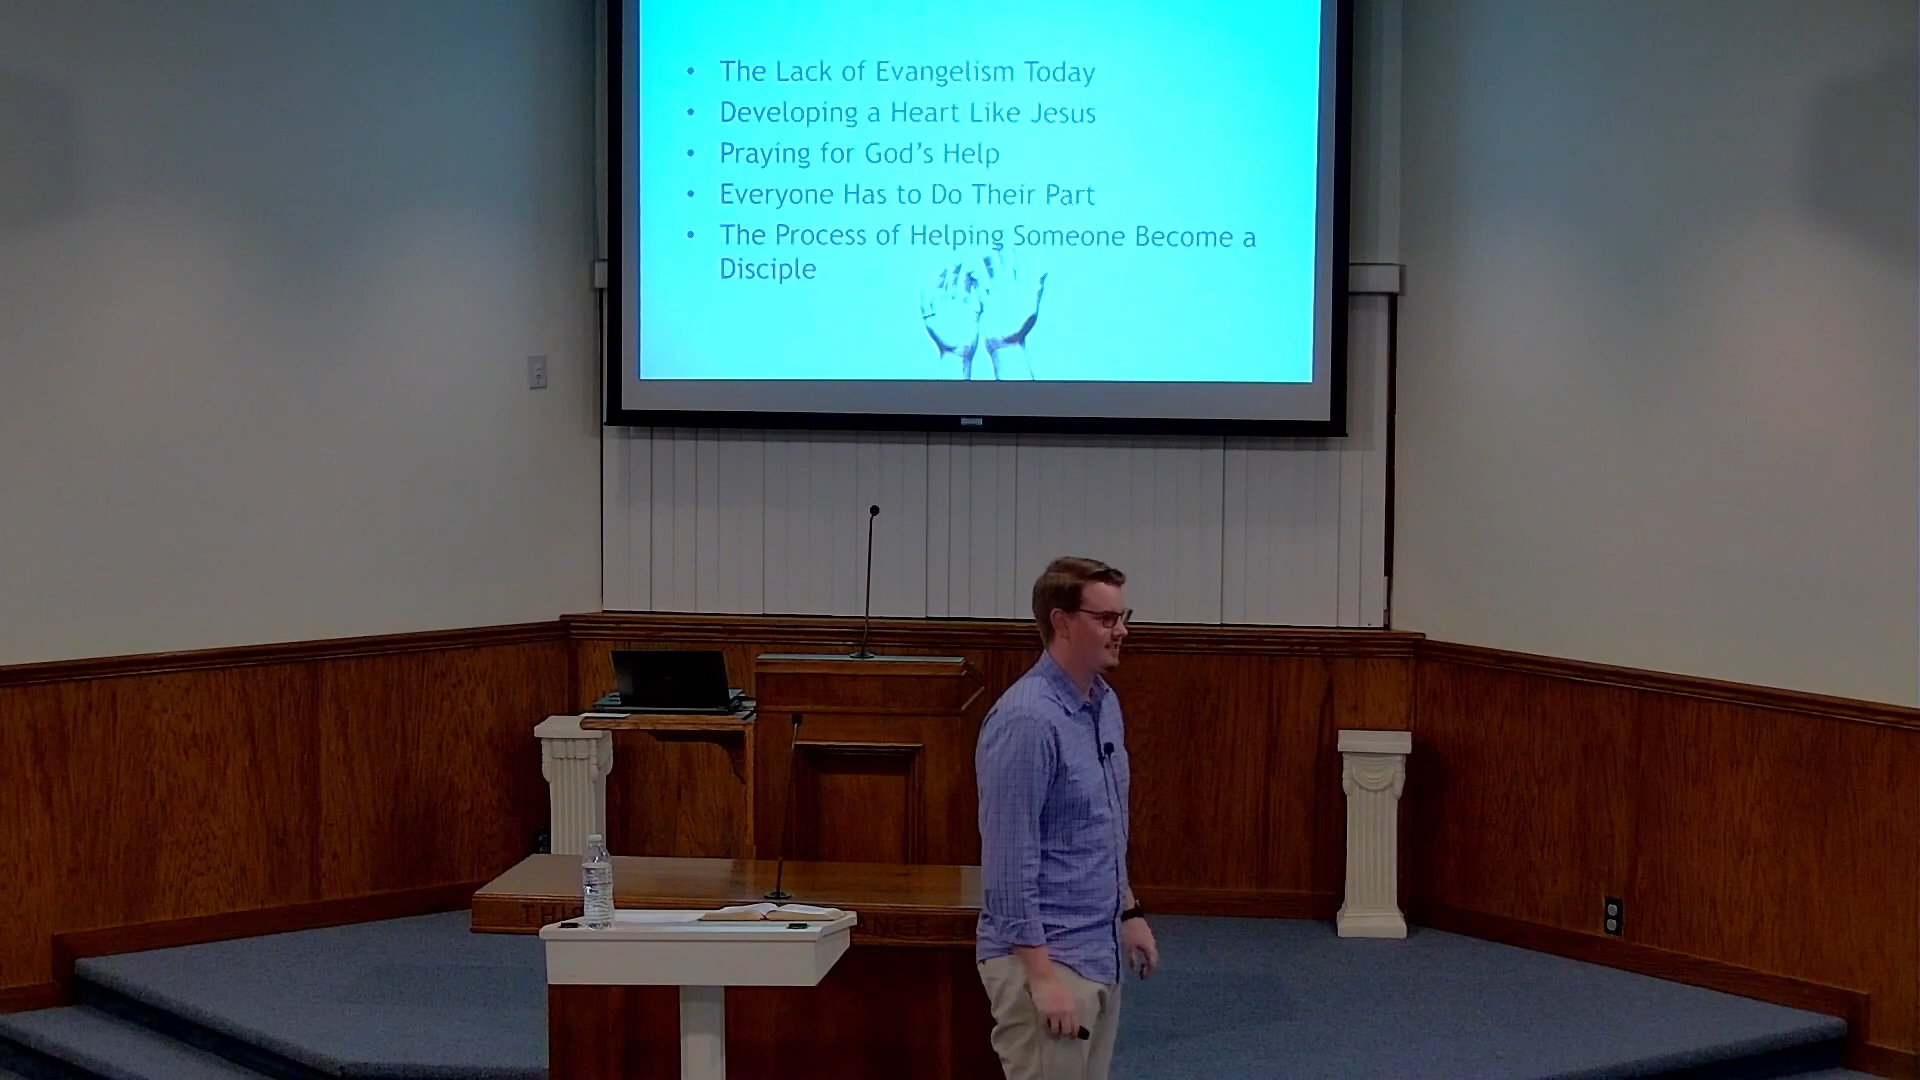 • The Lack of Evangelism Today
• Developing a Heart Like Jesus
• Praying for God's Help
• Everyone Has to Do Their Part
• The Process of Helping Someone Become a
Disciple